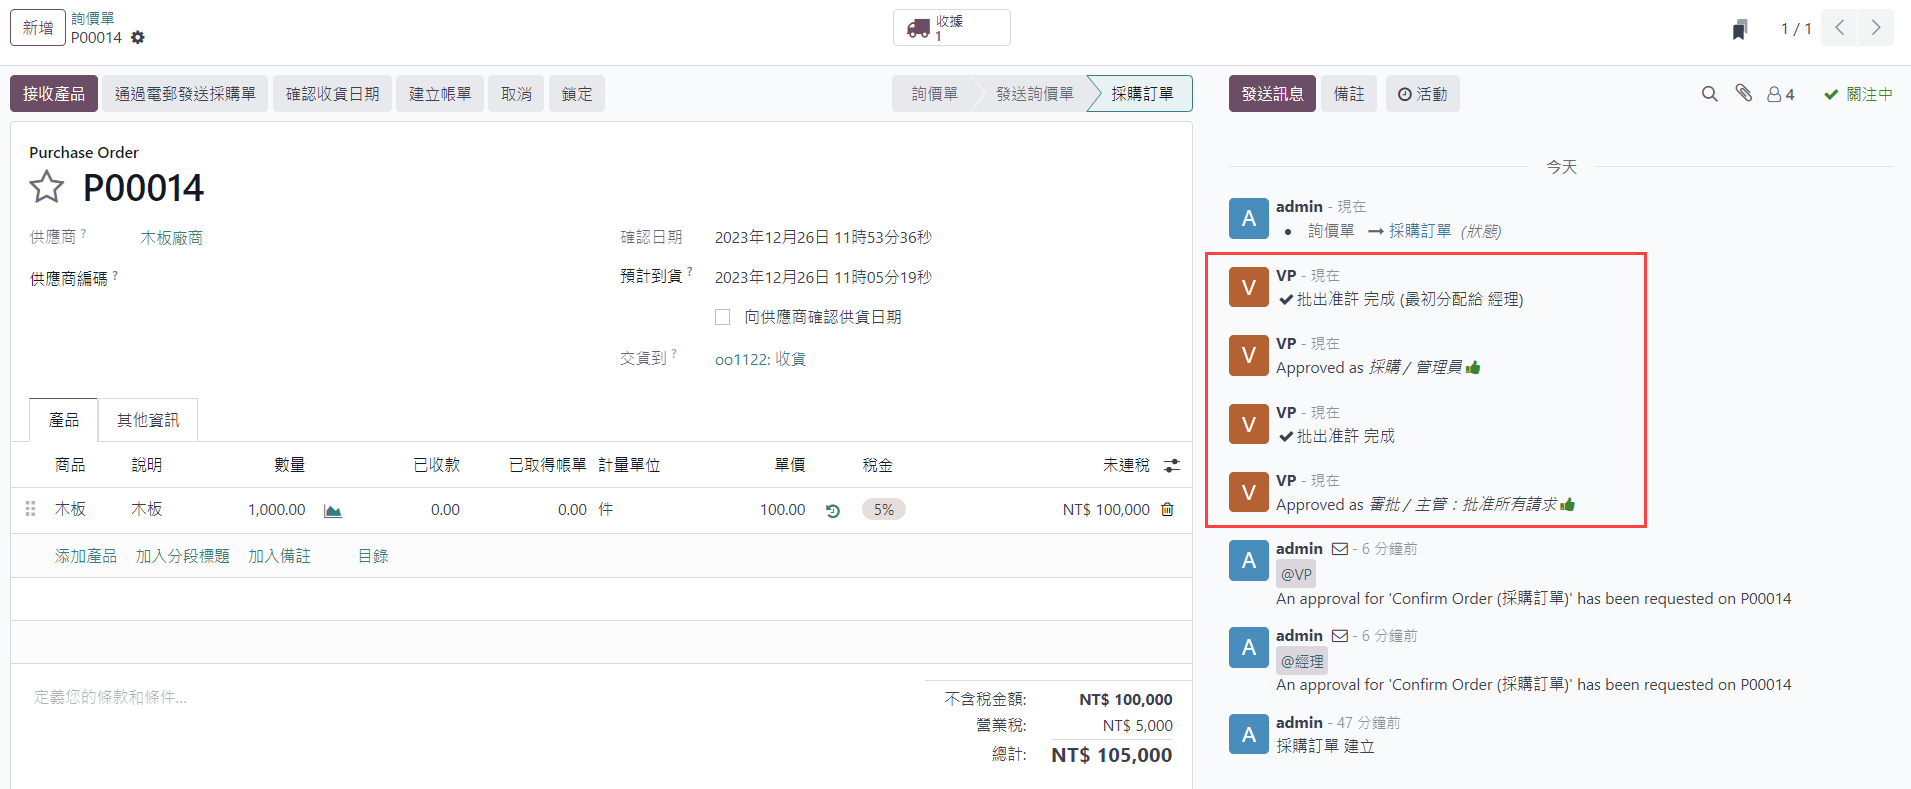 新增
詢價單
P00014
收據
1
1 / 1
接收產品 通過電郵發送採購單 確認收貨日期 建立帳單 取消 鎖定
詢價單 發送詢價單 採購訂單
Purchase Order
P00014
供應商 ? 木板廠商
供應商編碼 ?
確認日期 2023年12月26日 11時53分36秒
預計到貨 ? 2023年12月26日 11時05分19秒
向供應商確認供貨日期
交貨到 ? oo1122: 收貨
產品 其他資訊
商品 說明 數量 已收款 已取得帳單 計量單位 單價 稅金 未連稅
木板 木板 1,000.00 0.00 0.00 件 100.00 5% NT$ 100,000
添加產品 加入分段標題 加入備註 目錄
定義您的條款和條件...
不含稅金額: NT$ 100,000
營業稅: NT$ 5,000
總計: NT$ 105,000
發送訊息 備註 活動
4 關注中
今天
A admin - 現在
• 詢價單 → 採購訂單 (狀態)
V VP - 現在
批出准許 完成 (最初分配給 經理)
V VP - 現在
Approved as 採購 / 管理員
V VP - 現在
批出准許 完成
V VP - 現在
Approved as 審批 / 主管：批准所有請求
A admin - 6 分鐘前
@VP
An approval for 'Confirm Order (採購訂單)' has been requested on P00014
A admin - 6 分鐘前
@經理
An approval for 'Confirm Order (採購訂單)' has been requested on P00014
A admin - 47 分鐘前
採購訂單 建立